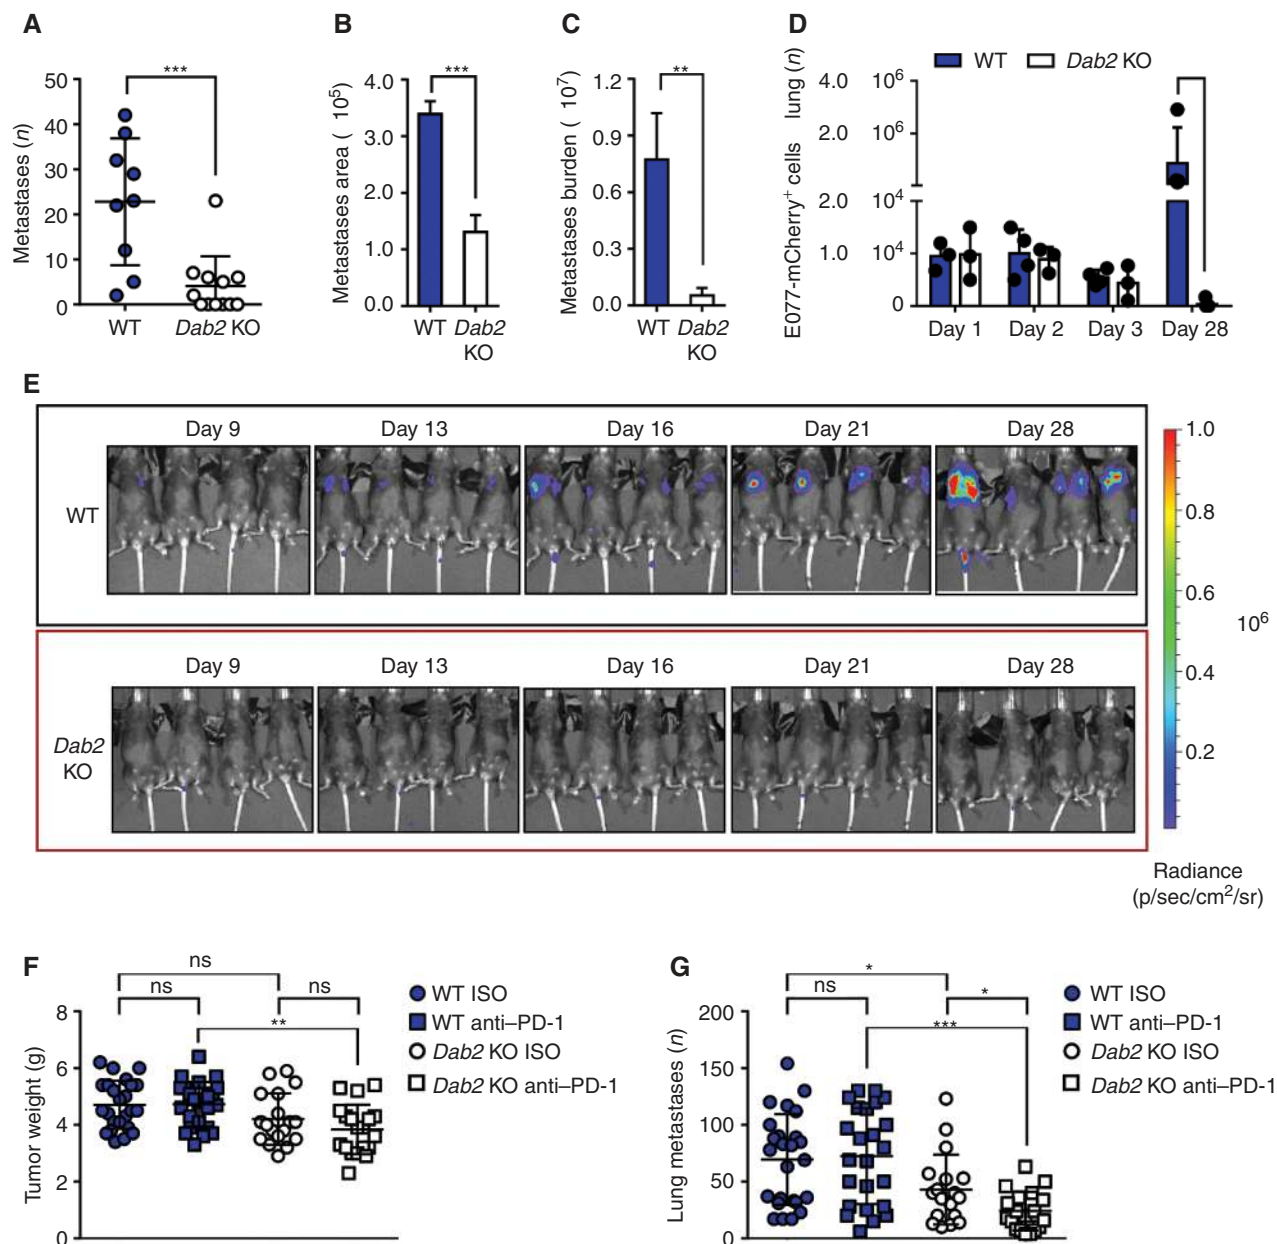 A
***
Metastases (n)
50
40
30
20
10
0
WT
Dab2 KO
B
***
Metastases area ( 10⁵)
4.0
3.0
2.0
1.0
0.0
WT Dab2
KO
C
**
Metastases burden ( 10⁷)
1.2
0.9
0.6
0.3
0.0
WT Dab2
KO
D
WT
Dab2 KO
E077-mCherry⁺ cells lung (n)
4.0 10⁶
2.0 10⁶
2.0 10⁴
1.0 10⁴
0
Day 1
Day 2
Day 3
Day 28
E
Day 9
Day 13
Day 16
Day 21
Day 28
WT
Day 9
Day 13
Day 16
Day 21
Day 28
Dab2
KO
1.0
0.8
0.6
0.4
0.2
10⁶
Radiance
(p/sec/cm²/sr)
F
ns
ns
ns
**
Tumor weight (g)
8
6
4
2
0
WT ISO
WT anti–PD-1
Dab2 KO ISO
Dab2 KO anti–PD-1
G
*
ns
*
***
Lung metastases (n)
200
150
100
50
0
WT ISO
WT anti–PD-1
Dab2 KO ISO
Dab2 KO anti–PD-1